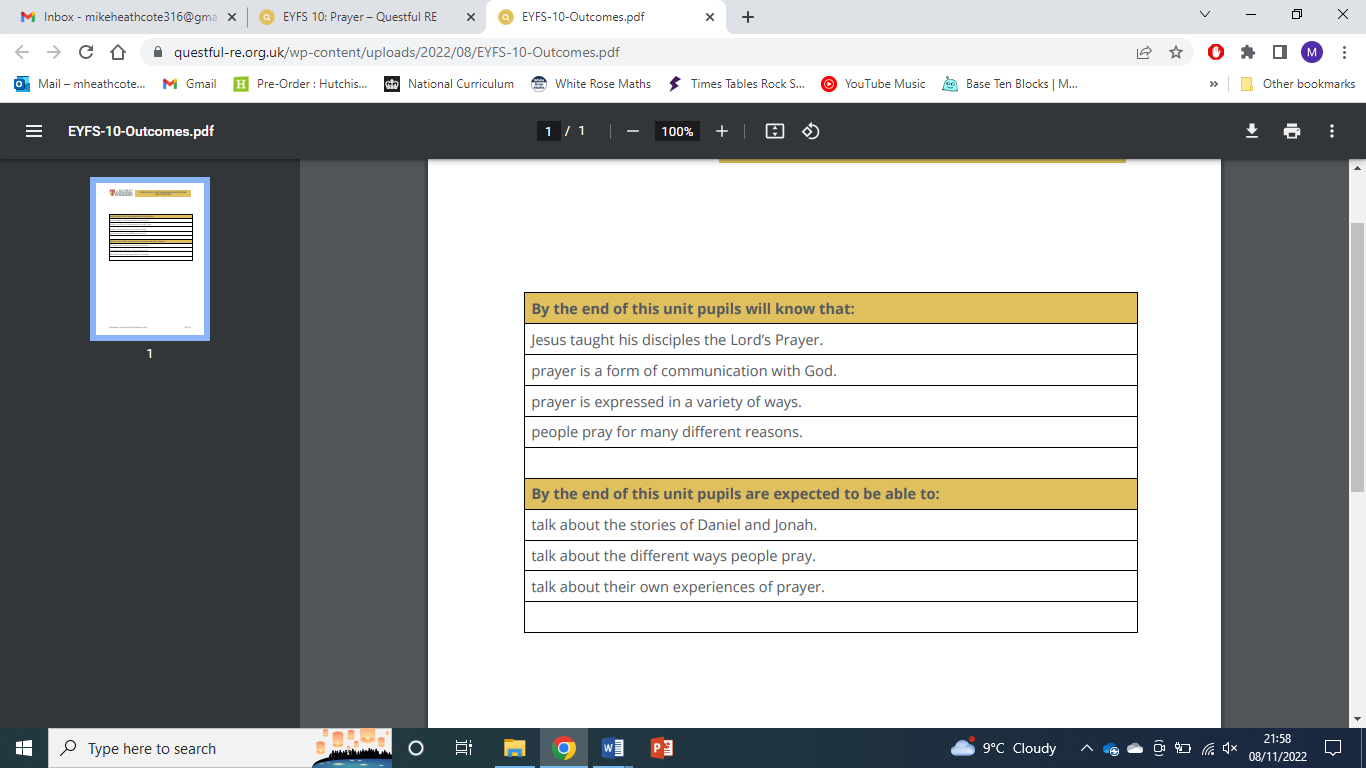 Inbox - mikeheathcote316@gma
EYFS 10: Prayer – Questful RE
EYFS-10-Outcomes.pdf
questful-re.org.uk/wp-content/uploads/2022/08/EYFS-10-Outcomes.pdf
M
Mail – mheathcote...
Gmail
Pre-Order : Hutchis...
National Curriculum
White Rose Maths
Times Tables Rock S...
YouTube Music
Base Ten Blocks | M...
»
Other bookmarks
EYFS-10-Outcomes.pdf
1 / 1
100%
1
By the end of this unit pupils will know that:
Jesus taught his disciples the Lord’s Prayer.
prayer is a form of communication with God.
prayer is expressed in a variety of ways.
people pray for many different reasons.
By the end of this unit pupils are expected to be able to:
talk about the stories of Daniel and Jonah.
talk about the different ways people pray.
talk about their own experiences of prayer.
Type here to search
9°C Cloudy
21:58
08/11/2022